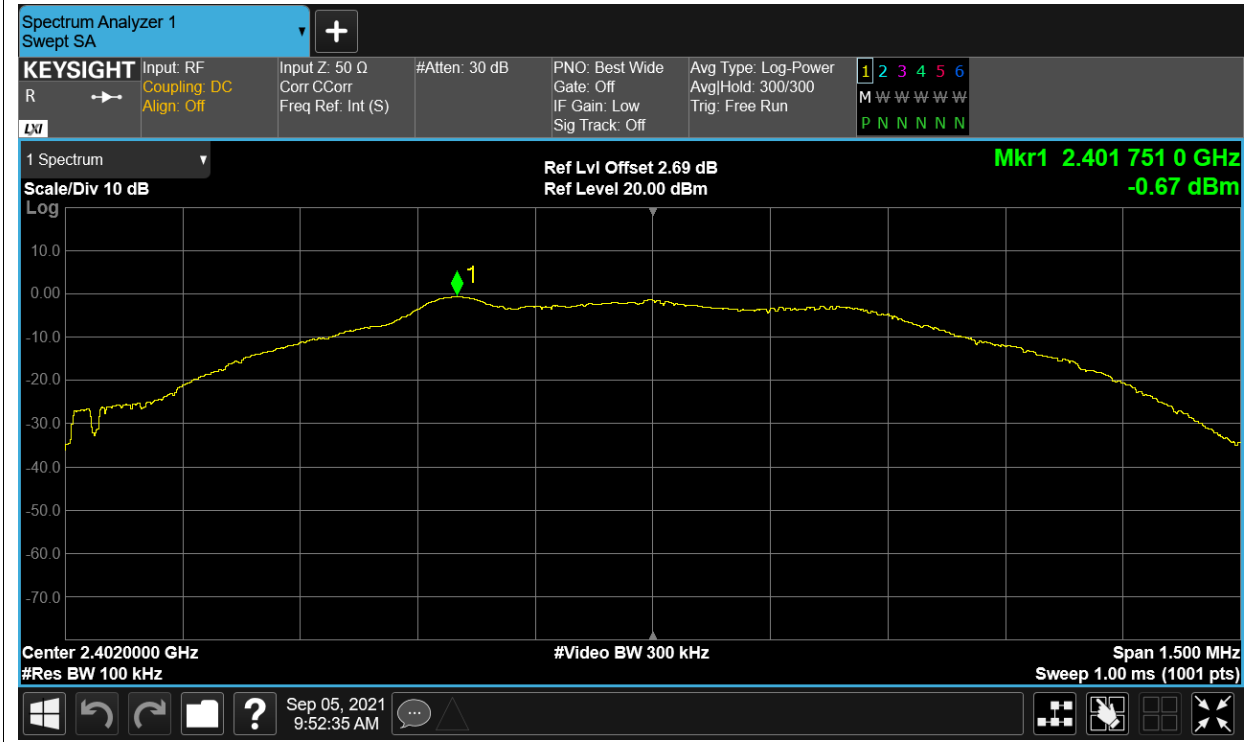 Spectrum Analyzer 1
Swept SA
+
KEYSIGHT
R
LXI
Input: RF
Coupling: DC
Align: Off
Input Z: 50 Ω
Corr CCorr
Freq Ref: Int (S)
#Atten: 30 dB
PNO: Best Wide
Gate: Off
IF Gain: Low
Sig Track: Off
Avg Type: Log-Power
Avg|Hold: 300/300
Trig: Free Run
1 2 3 4 5 6
M W W W W W
P N N N N N
1 Spectrum
Scale/Div 10 dB
Log
Ref Lvl Offset 2.69 dB
Ref Level 20.00 dBm
Mkr1 2.401 751 0 GHz
-0.67 dBm
1
10.0
0.00
-10.0
-20.0
-30.0
-40.0
-50.0
-60.0
-70.0
Center 2.4020000 GHz
#Video BW 300 kHz
Span 1.500 MHz
#Res BW 100 kHz
Sweep 1.00 ms (1001 pts)
?
Sep 05, 2021
9:52:35 AM